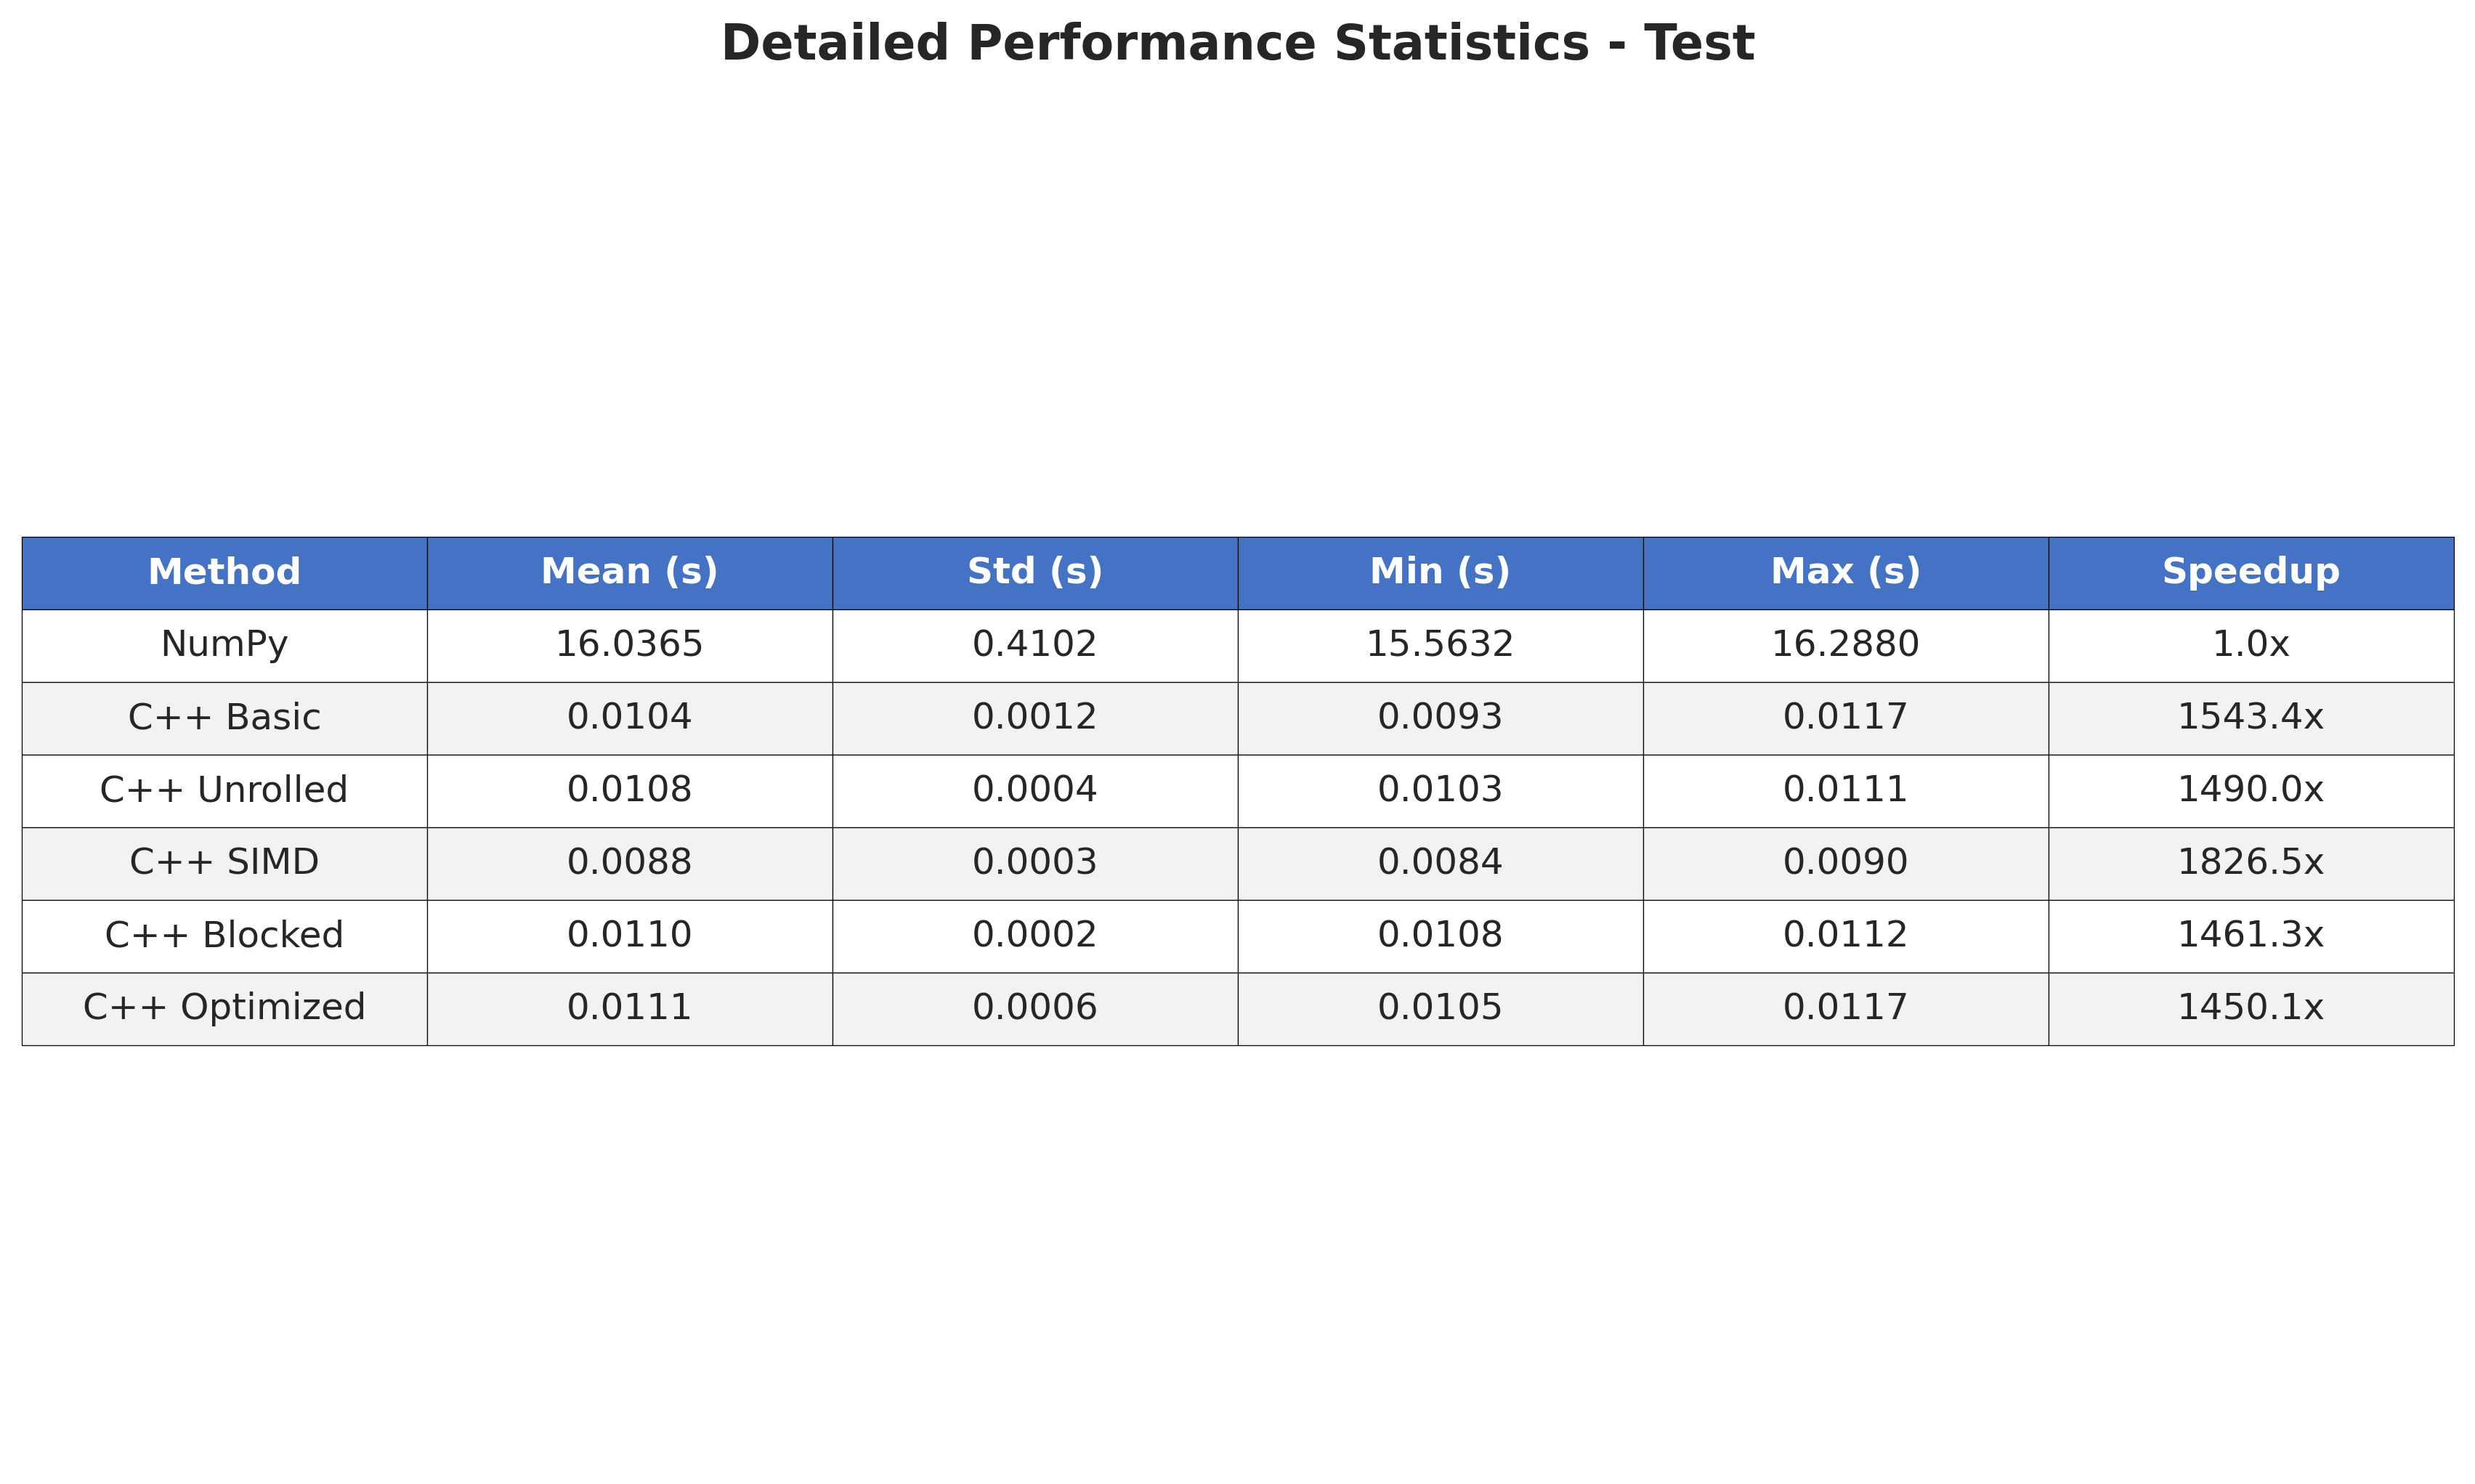 Detailed Performance Statistics - Test
Method Mean (s) Std (s) Min (s) Max (s) Speedup
NumPy 16.0365 0.4102 15.5632 16.2880 1.0x
C++ Basic 0.0104 0.0012 0.0093 0.0117 1543.4x
C++ Unrolled 0.0108 0.0004 0.0103 0.0111 1490.0x
C++ SIMD 0.0088 0.0003 0.0084 0.0090 1826.5x
C++ Blocked 0.0110 0.0002 0.0108 0.0112 1461.3x
C++ Optimized 0.0111 0.0006 0.0105 0.0117 1450.1x